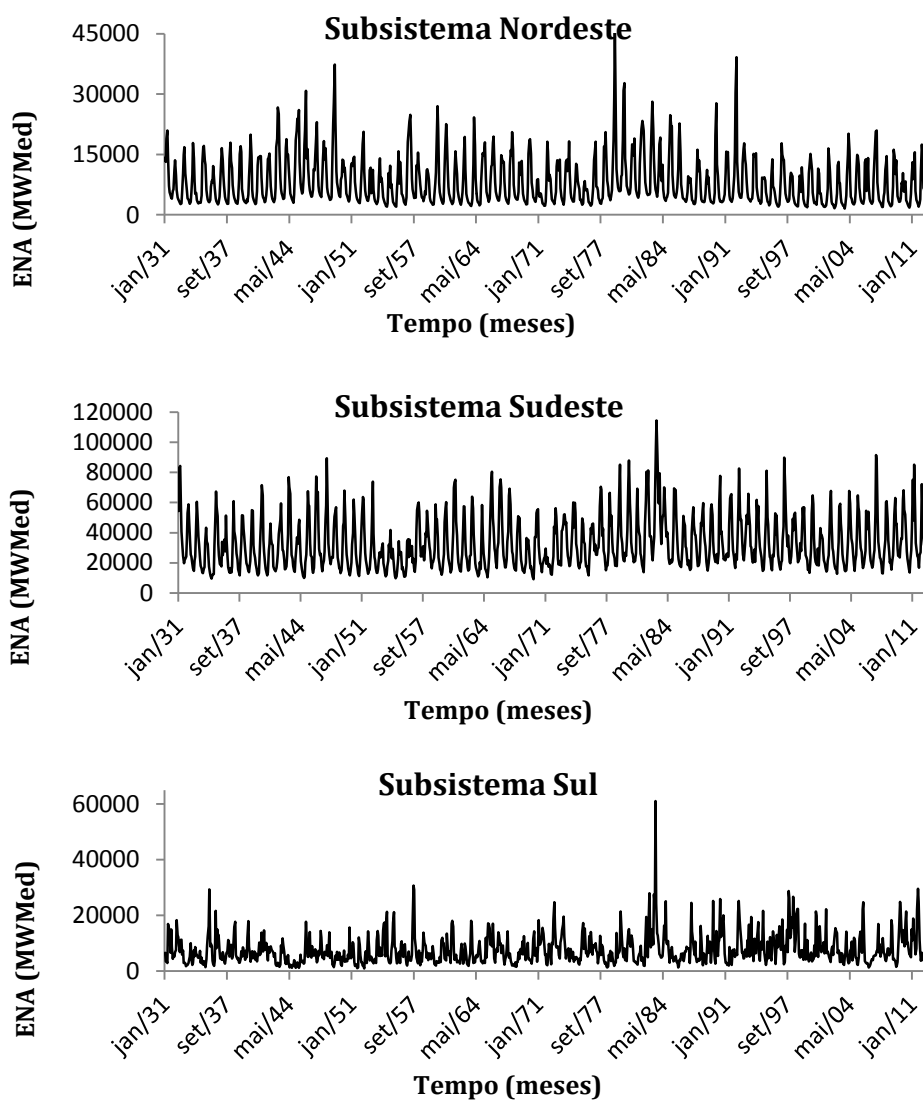 Subsistema Nordeste
ENA (MWMed)
45000
30000
15000
0
jan/31 set/37 mai/44 jan/51 set/57 mai/64 jan/71 set/77 mai/84 jan/91 set/97 mai/04 jan/11
Tempo (meses)
Subsistema Sudeste
ENA (MWMed)
120000
100000
80000
60000
40000
20000
0
jan/31 set/37 mai/44 jan/51 set/57 mai/64 jan/71 set/77 mai/84 jan/91 set/97 mai/04 jan/11
Tempo (meses)
Subsistema Sul
ENA (MWMed)
60000
40000
20000
0
jan/31 set/37 mai/44 jan/51 set/57 mai/64 jan/71 set/77 mai/84 jan/91 set/97 mai/04 jan/11
Tempo (meses)